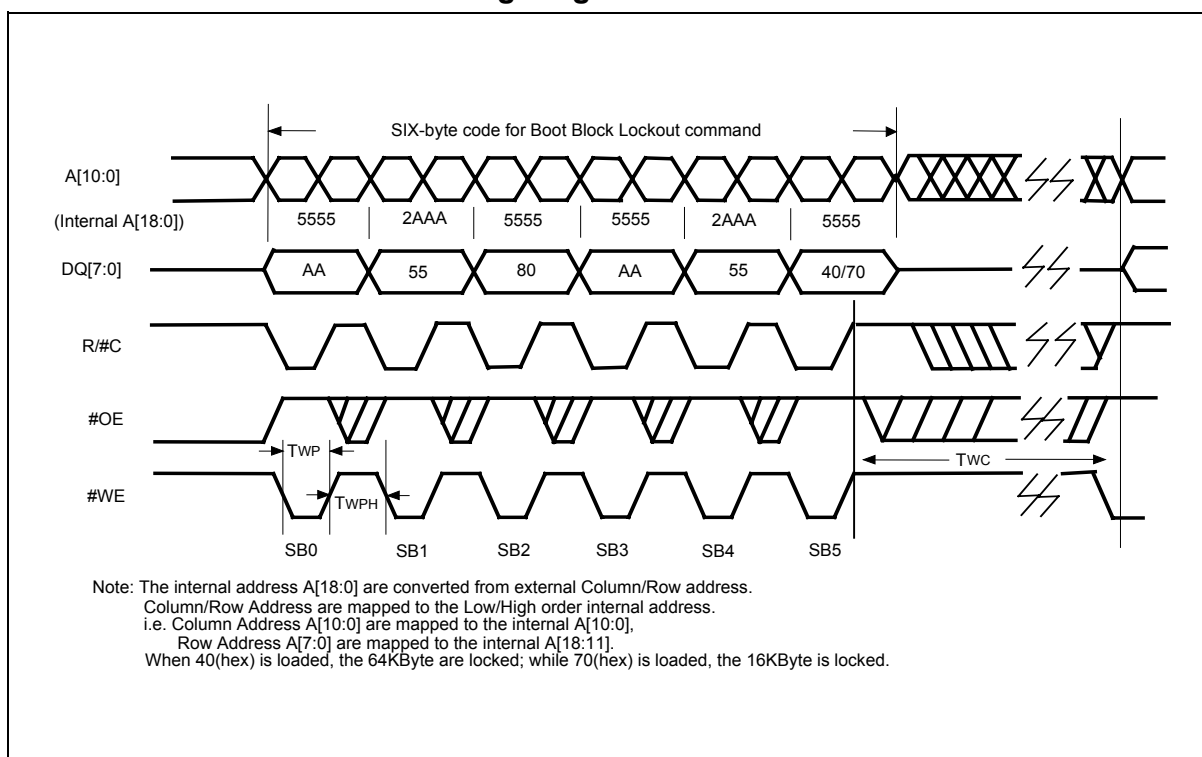 SIX-byte code for Boot Block Lockout command
A[10:0]
(Internal A[18:0])
5555 2AAA 5555 5555 2AAA 5555
DQ[7:0]
AA 55 80 AA 55 40/70
R/#C
#OE
TWP
TWC
#WE
TWPH
SB0 SB1 SB2 SB3 SB4 SB5
Note: The internal address A[18:0] are converted from external Column/Row address.
Column/Row Address are mapped to the Low/High order internal address.
i.e. Column Address A[10:0] are mapped to the internal A[10:0],
Row Address A[7:0] are mapped to the internal A[18:11].
When 40(hex) is loaded, the 64KByte are locked; while 70(hex) is loaded, the 16KByte is locked.